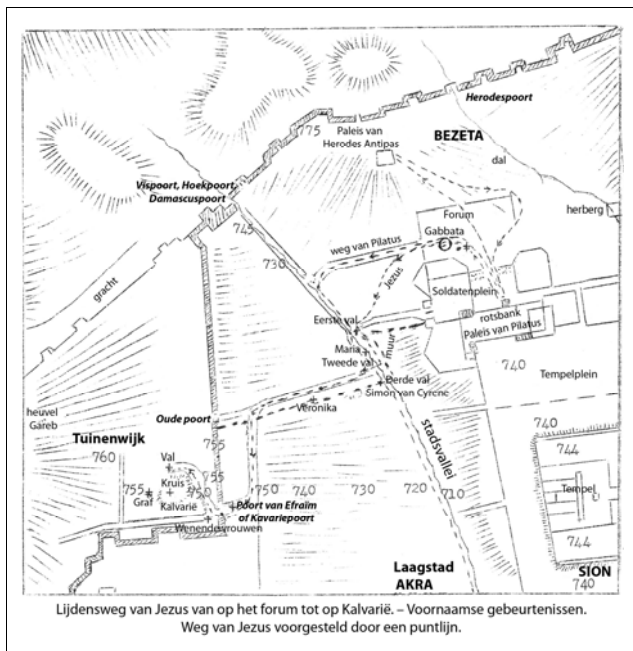 Herodespoort
775
Paleis van
Herodes Antipas
BEZETA
dal
Vispoort, Hoekpoort,
Damascuspoort
herberg
Forum
Gabbata
745
weg van Pilatus
730
Jezus
gracht
Soldatenplein
rotsbank
Paleis van Pilatus
Eerste val
muur
Maria
Tweede val
740
Tempelplein
Derde val
Simon van Cyrene
Veronika
heuvel
Gareb
Oude poort
stadsvallei
740
Tuinenwijk
755
744
760
Val
755
Kruis
755
750
750
740
730
720
710
Tempel
Graf
Kalvarië
Poort van Efraïm
of Kavariepoort
Wenende vrouwen
744
Laagstad
AKRA
SION
740
Lijdensweg van Jezus van op het forum tot op Kalvarië. – Voornaamse gebeurtenissen.
Weg van Jezus voorgesteld door een puntlijn.